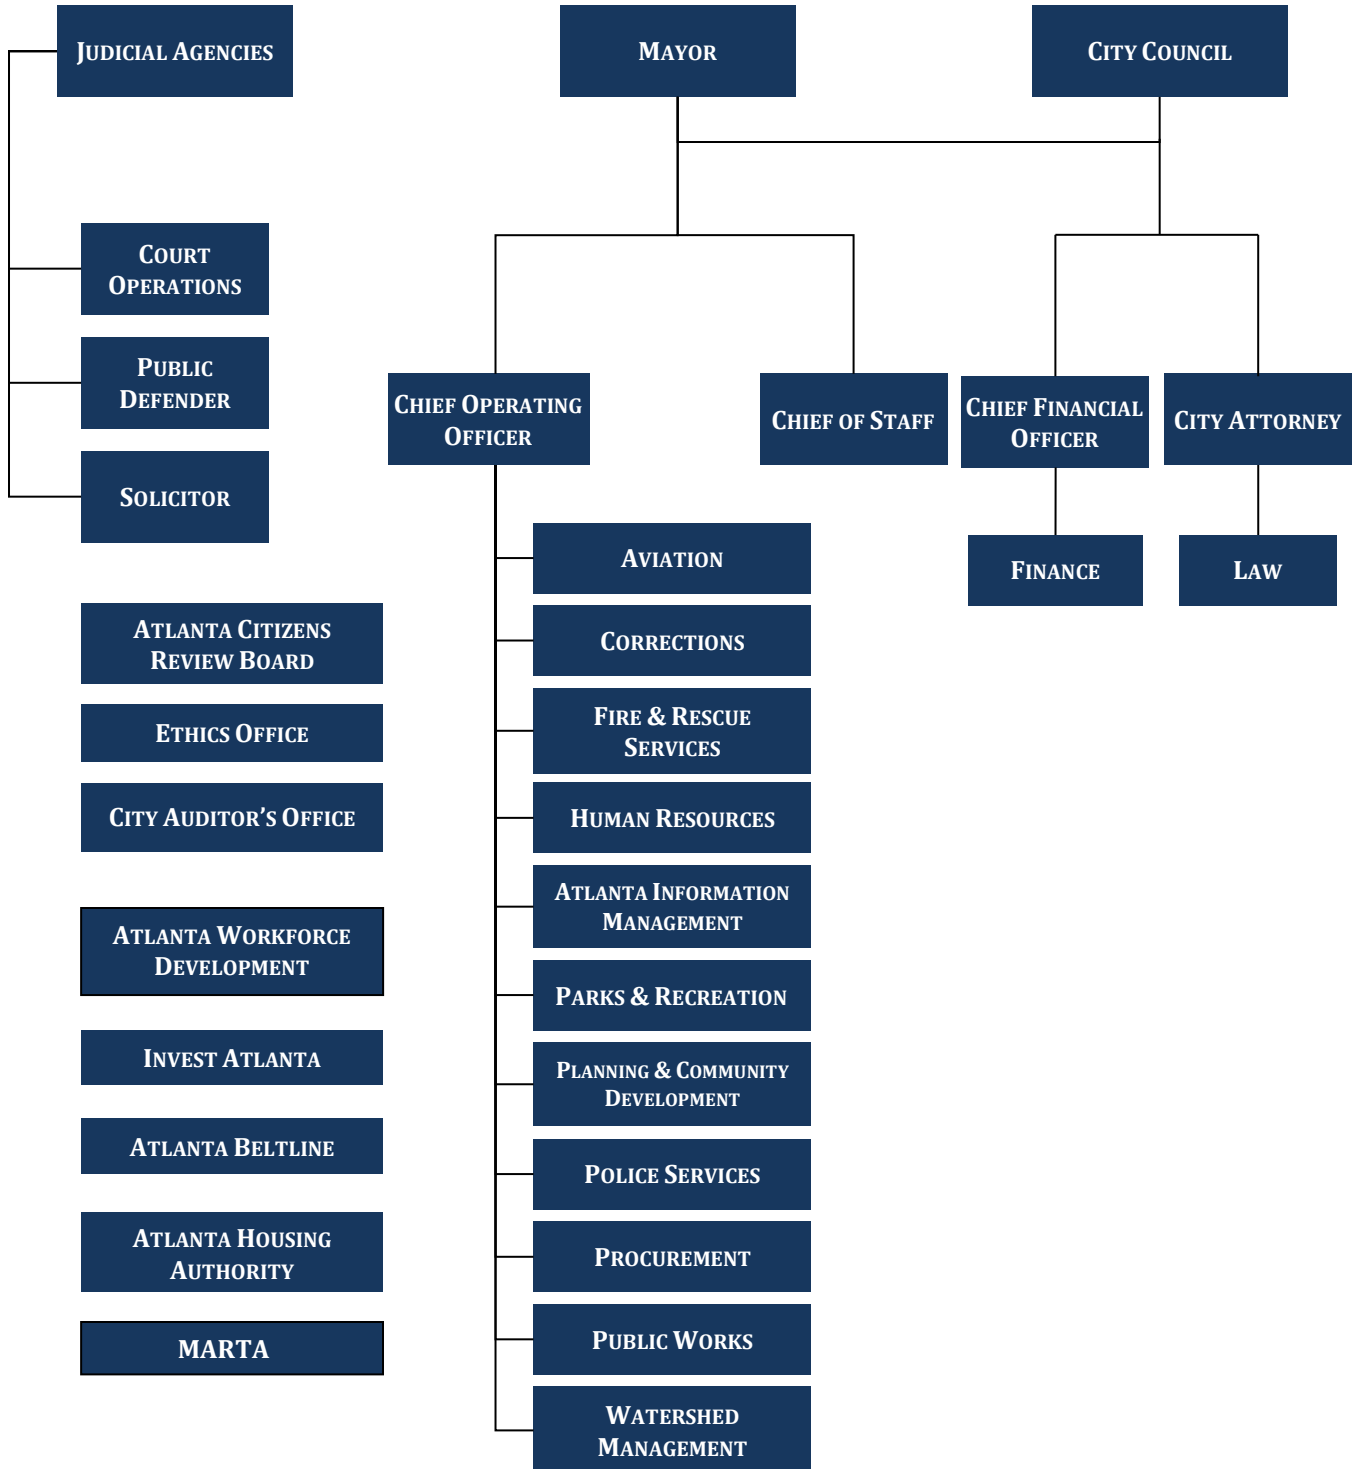 JUDICIAL AGENCIES
MAYOR
CITY COUNCIL
COURT
OPERATIONS
PUBLIC
DEFENDER
SOLICITOR
CHIEF OPERATING
OFFICER
CHIEF OF STAFF
CHIEF FINANCIAL
OFFICER
CITY ATTORNEY
FINANCE
LAW
AVIATION
CORRECTIONS
FIRE & RESCUE
SERVICES
HUMAN RESOURCES
ATLANTA INFORMATION
MANAGEMENT
PARKS & RECREATION
PLANNING & COMMUNITY
DEVELOPMENT
POLICE SERVICES
PROCUREMENT
PUBLIC WORKS
WATERSHED
MANAGEMENT
ATLANTA CITIZENS
REVIEW BOARD
ETHICS OFFICE
CITY AUDITOR’S OFFICE
ATLANTA WORKFORCE
DEVELOPMENT
INVEST ATLANTA
ATLANTA BELTLINE
ATLANTA HOUSING
AUTHORITY
MARTA